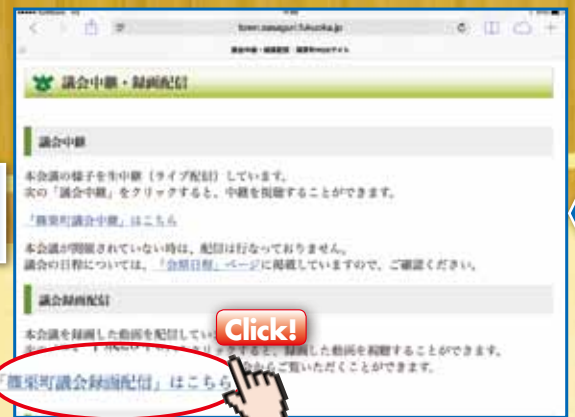 town.sasaguri.fukuoka.jp
議会中継・録画配信
議会中継
本会議の様子を生中継（ライブ配信）しています。
次の「議会中継」をクリックすると、中継を視聴することができます。
「篠栗町議会中継」はこちら
本会議が開催されていない時は、配信は行なっておりません。
議会の日程については、「会期日程」ページに掲載していますので、ご確認ください。
議会録画配信
本会議を録画した動画を配信してい
Click!
すると、録画した動画を視聴することができます。
会からご覧いただくことができます。
「篠栗町議会録画配信」はこちら